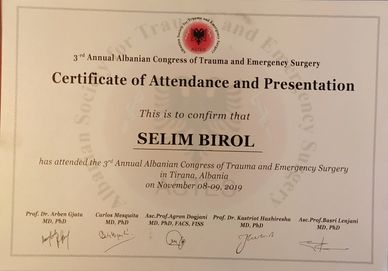 3rd Annual Albanian Congress of Trauma and Emergency Surgery
Certificate of Attendance and Presentation
This is to confirm that
SELIM BIROL
has attended the 3rd Annual Albanian Congress of Trauma and Emergency Surgery
in Tirana, Albania
on November 08-09, 2019
Prof. Dr. Arben Gjata
MD, PhD
Carlos Mesquita
MD, PhD
Asc.Prof.Agron Dogjani
MD, PhD, FACS, FISS
Prof. Dr. Kastriot Haxhirexha
MD, PhD
Asc.Prof.Basri Lenjani
MD, PhD